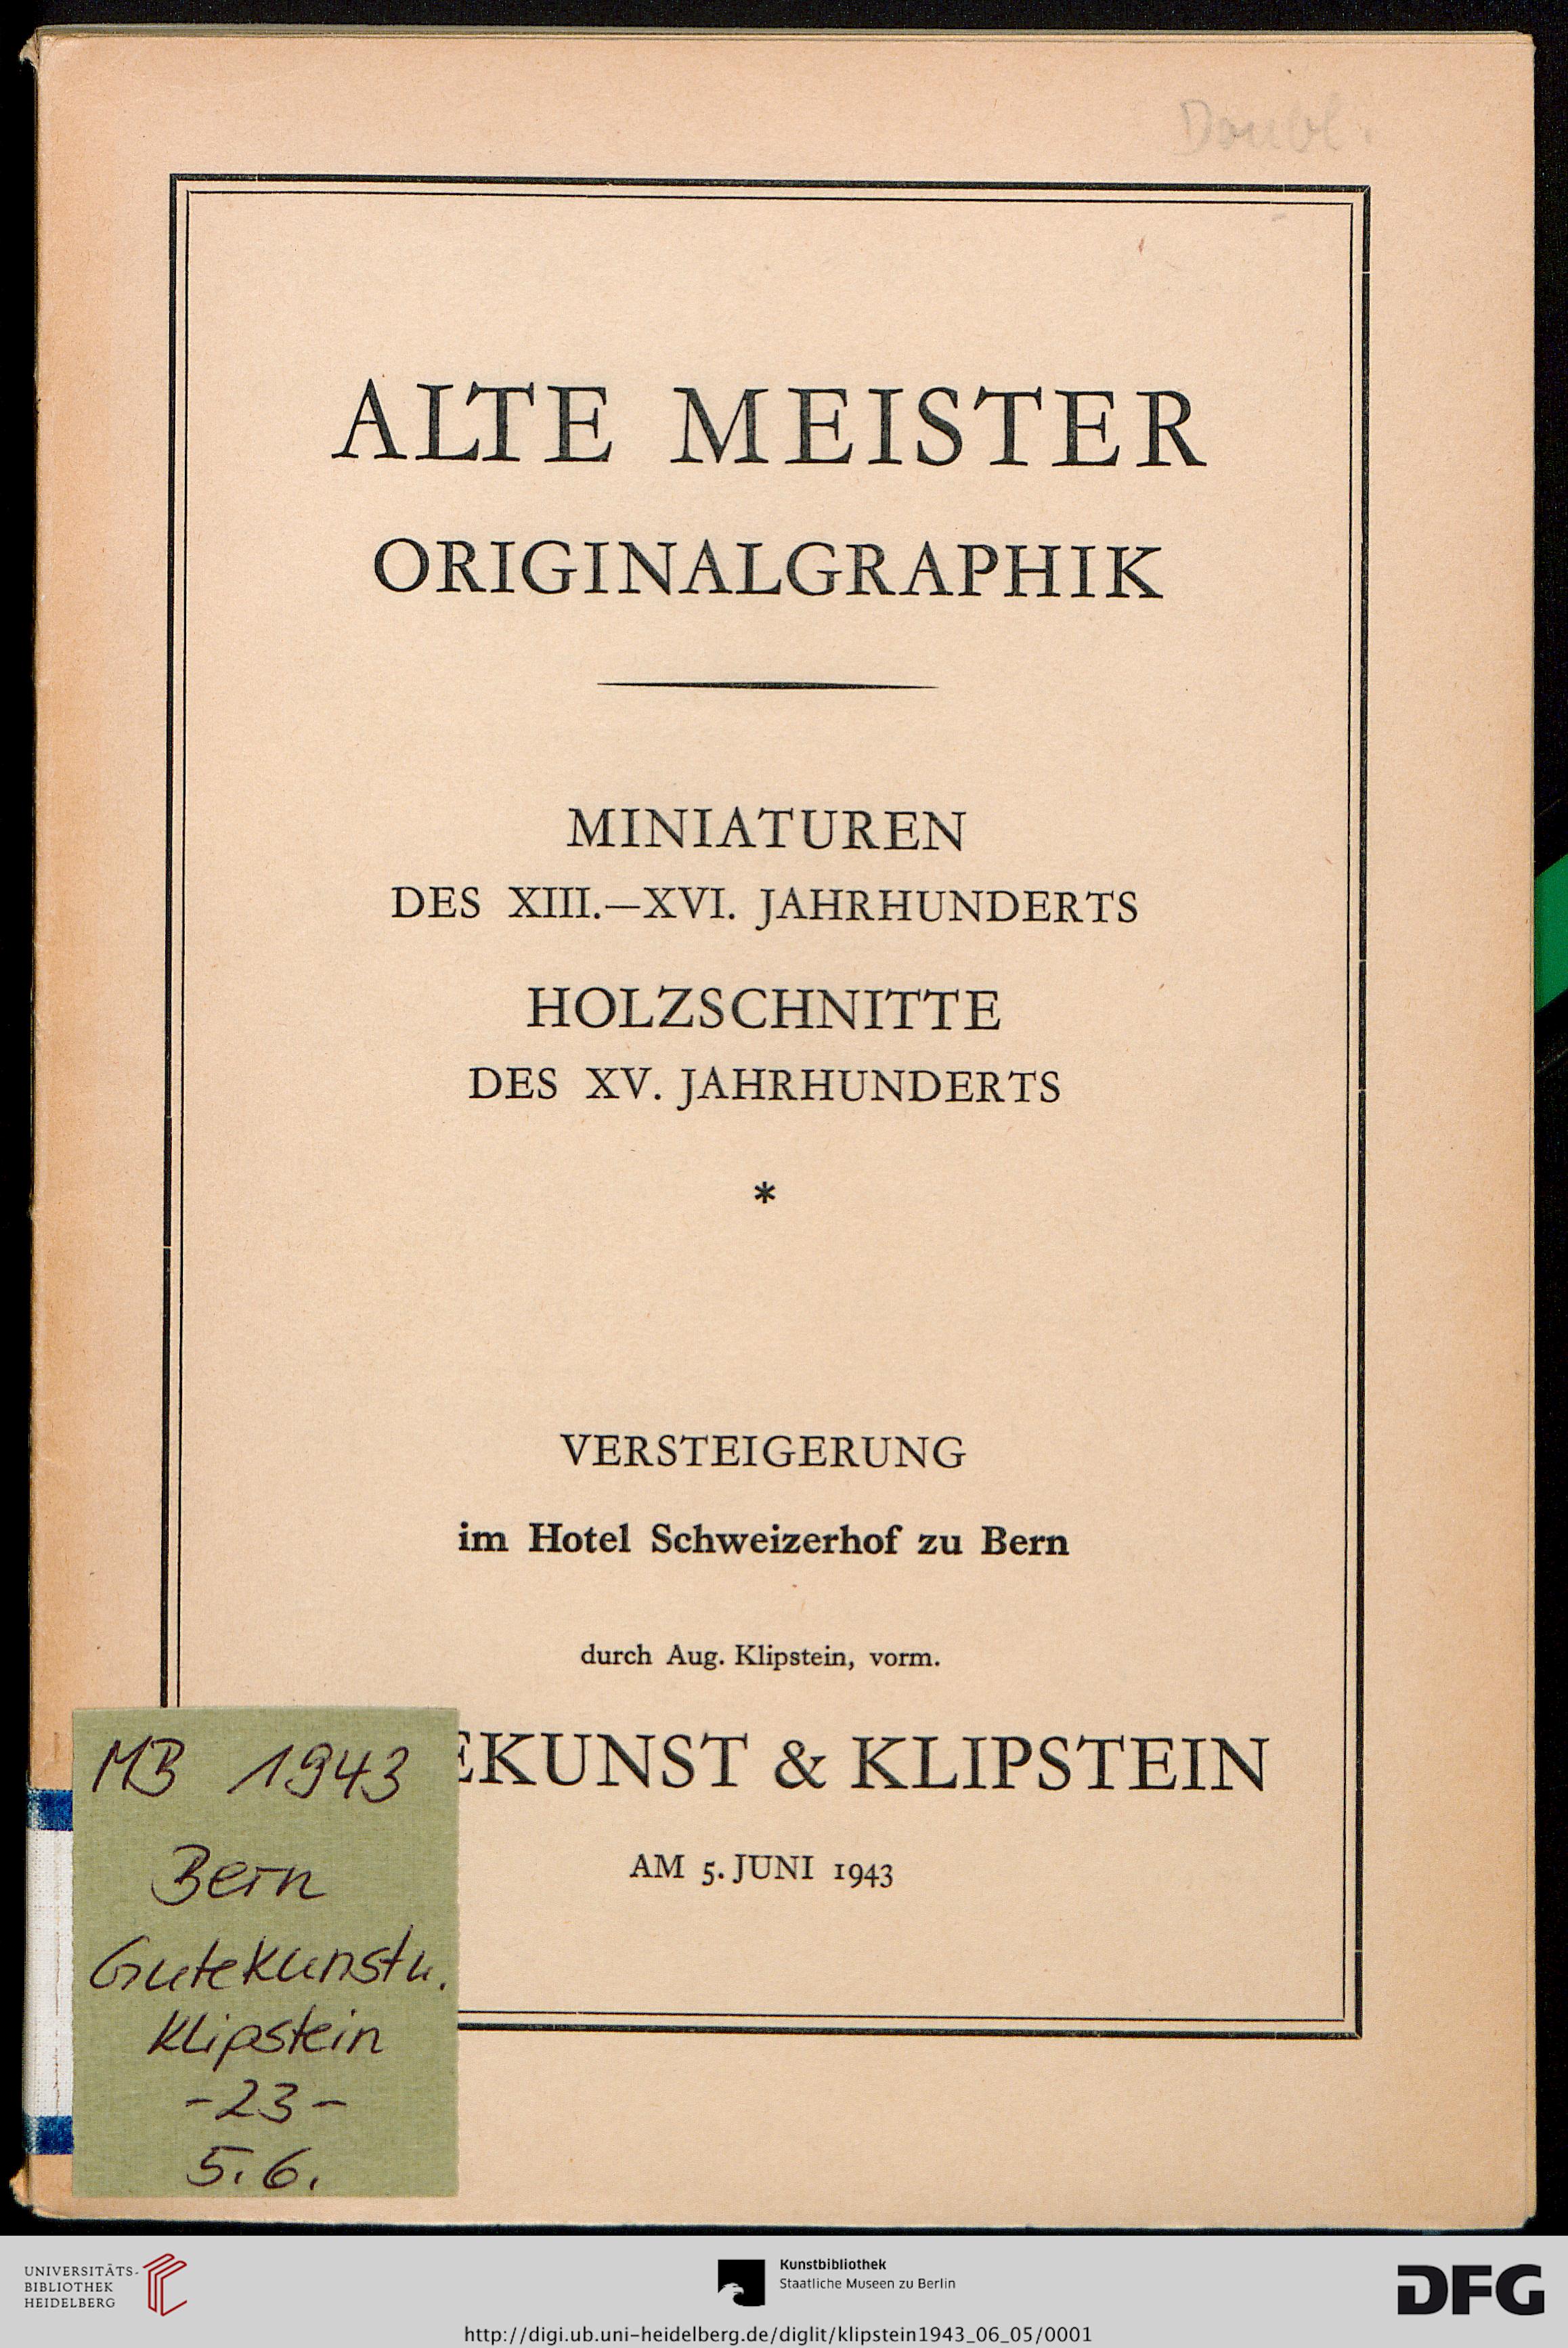 Doubl.
ALTE MEISTER
ORIGINALGRAPHIK
MINIATUREN
DES XIII.—XVI. JAHRHUNDERTS
HOLZSCHNITTE
DES XV. JAHRHUNDERTS
*
VERSTEIGERUNG
im Hotel Schweizerhof zu Bern
durch Aug. Klipstein, vorm.
EKUNST & KLIPSTEIN
AM 5. JUNI 1943
MB 1943
Bern
Gutekunst u.
Klipstein
-23-
5.6.
UNIVERSITÄTS-
BIBLIOTHEK
HEIDELBERG
Kunstbibliothek
Staatliche Museen zu Berlin
DFG
http://digi.ub.uni-heidelberg.de/diglit/klipstein1943_06_05/0001